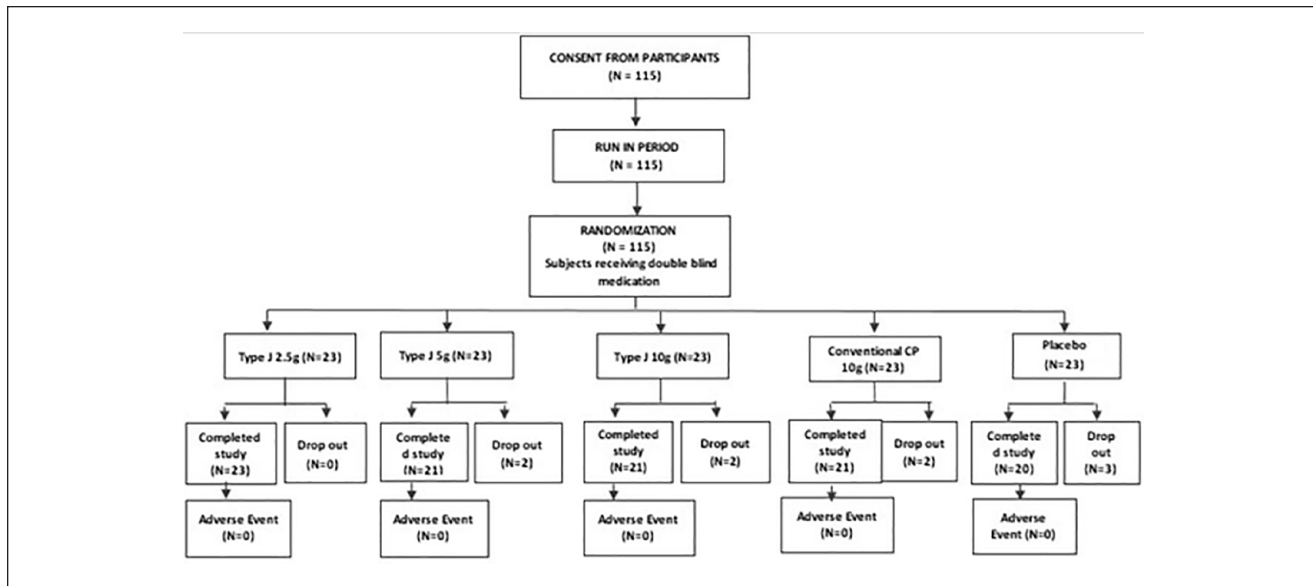 CONSENT FROM PARTICIPANTS
(N = 115)
RUN IN PERIOD
(N = 115)
RANDOMIZATION
(N = 115)
Subjects receiving double blind
medication
Type J 2.5g (N=23)
Type J 5g (N=23)
Type J 10g (N=23)
Conventional CP
10g (N=23)
Placebo
(N=23)
Completed
study
(N=23)
Drop out
(N=0)
Complete
d study
(N=21)
Drop out
(N=2)
Completed
study
(N=21)
Drop out
(N=2)
Completed
study
(N=21)
Drop out
(N=2)
Complete
d study
(N=20)
Drop
out
(N=3)
Adverse Event
(N=0)
Adverse Event
(N=0)
Adverse Event
(N=0)
Adverse Event
(N=0)
Adverse
Event (N=0)